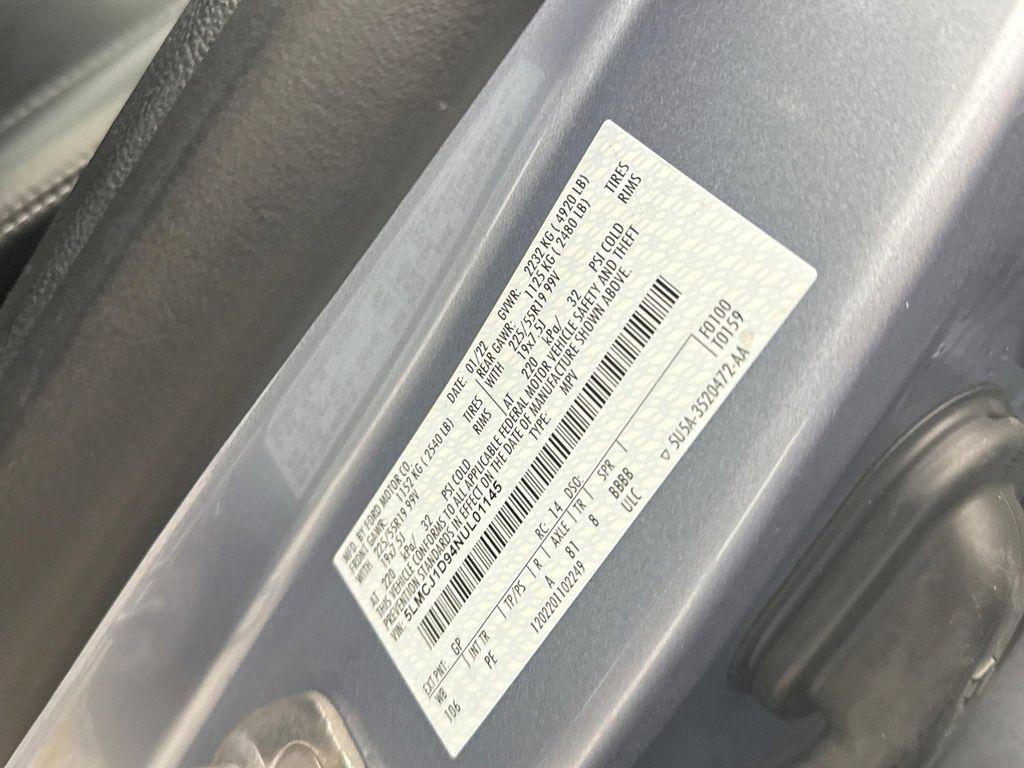 MFD. BY FORD MOTOR CO.
DATE: 01/22 GVWR: 2232 KG ( 4920 LB)
FRONT GAWR: 1152 KG ( 2540 LB) REAR GAWR: 1125 KG ( 2480 LB)
225/55R19 99V TIRES WITH 225/55R19 99V TIRES
19x7.5J RIMS 19x7.5J RIMS
220 kPa/ 32 PSI COLD AT 220 kPa/ 32 PSI COLD
THIS VEHICLE CONFORMS TO ALL APPLICABLE FEDERAL MOTOR VEHICLE SAFETY AND THEFT
PREVENTION STANDARDS IN EFFECT ON THE DATE OF MANUFACTURE SHOWN ABOVE.
VIN: 5LMCJ1D94NUL01145 TYPE MPV
EXT PNT: GP RC: 14 DSO:
WB INT TR TP/PS R AXLE TR SPR I0100
106 PE A 81 8 BBBB T0159
1202201102249 ULC 5U5A-3520472-AA